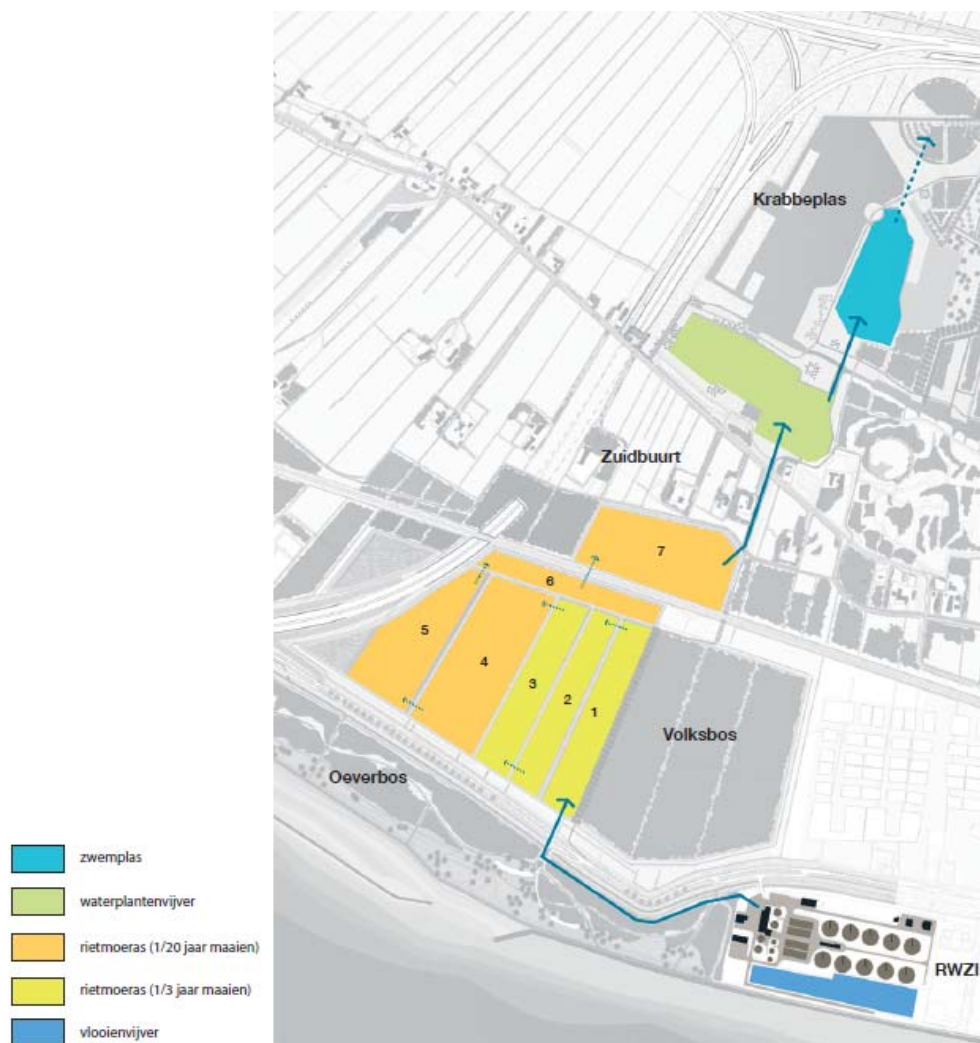 Krabbeplas
Zuidbuurt
7
6
5
4
3
2
1
Volksbos
Oeverbos
RWZI
zwemplas
waterplantenvijver
rietmoeras (1/20 jaar maaien)
rietmoeras (1/3 jaar maaien)
vlooienvijver